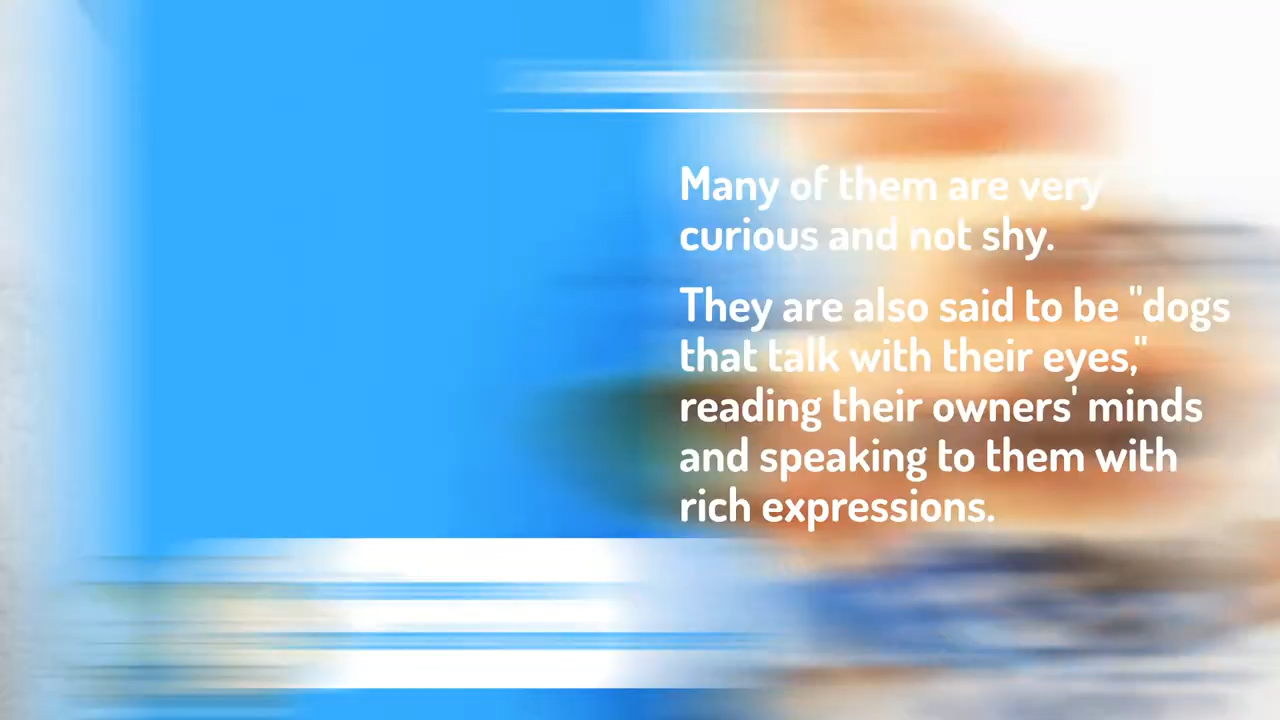 Many of them are very
curious and not shy.
They are also said to be "dogs
that talk with their eyes,"
reading their owners' minds
and speaking to them with
rich expressions.